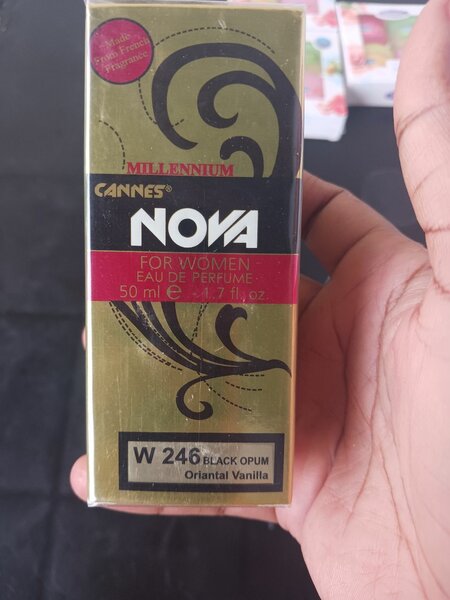 Made
From French
Fragrance
MILLENNIUM
CANNES®
NOVA
FOR WOMEN
EAU DE PERFUME
50 ml e - 1.7 fl. oz.
W 246 BLACK OPUM
Oriantal Vanilla